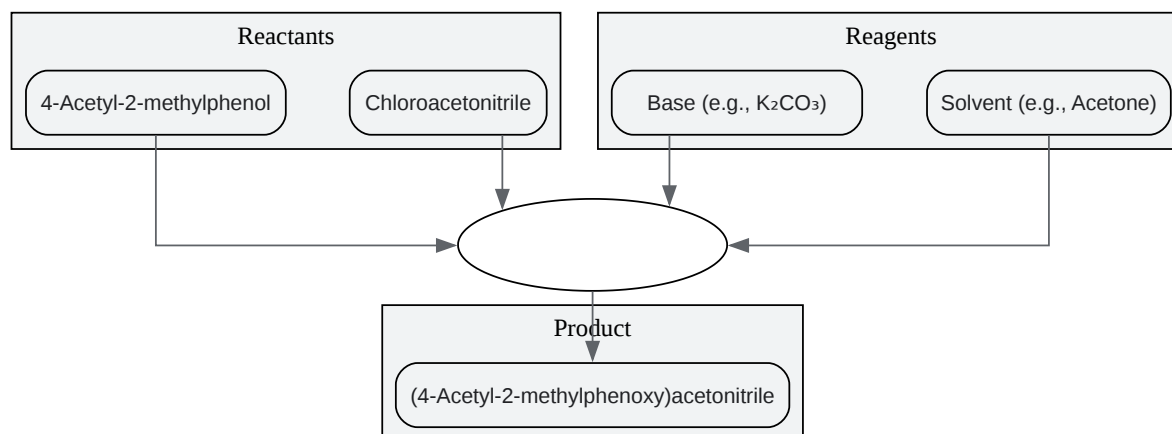 Reactants
Reagents
4-Acetyl-2-methylphenol
Chloroacetonitrile
Base (e.g., K₂CO₃)
Solvent (e.g., Acetone)
Product
(4-Acetyl-2-methylphenoxy)acetonitrile